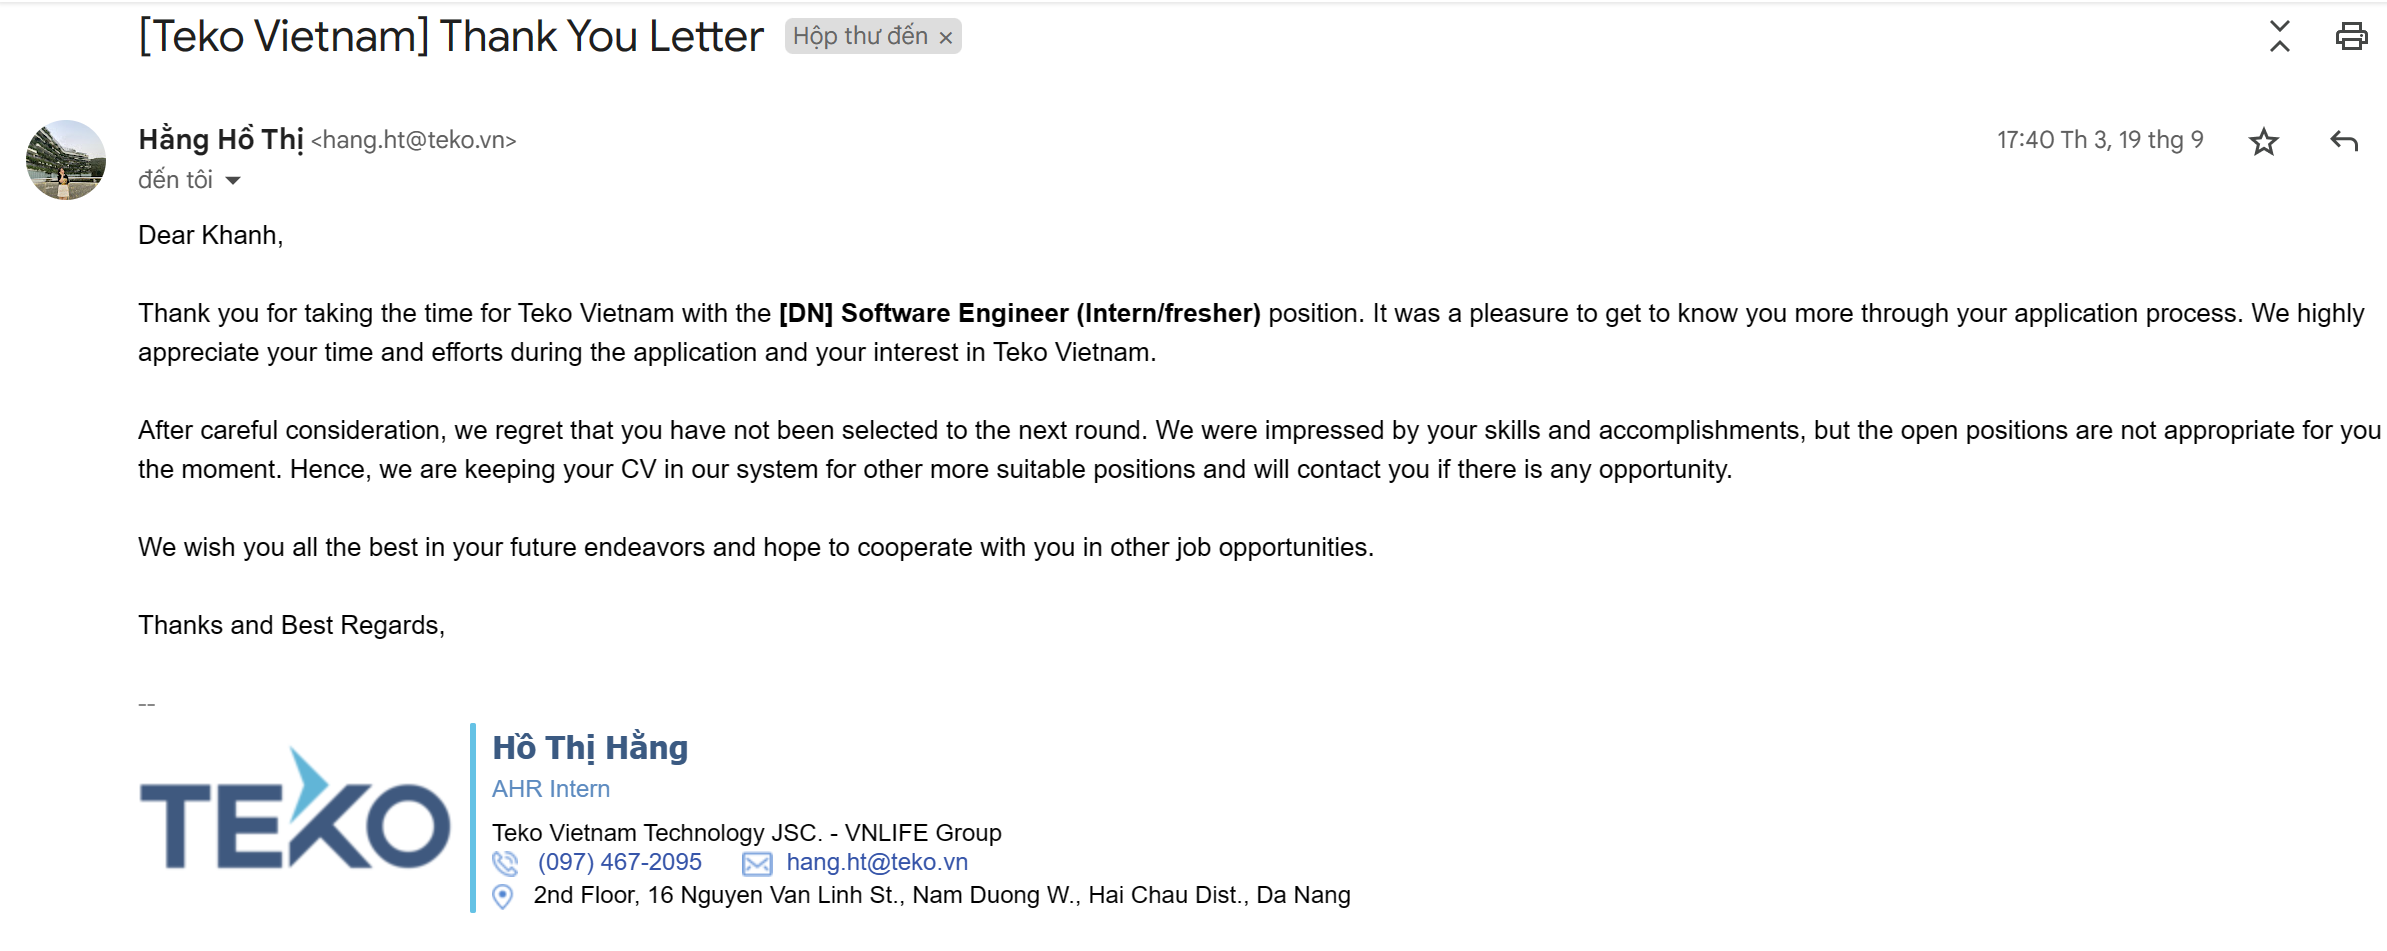 [Teko Vietnam] Thank You Letter Hộp thư đến ×
Hằng Hồ Thị <hang.ht@teko.vn> 17:40 Th 3, 19 thg 9
đến tôi
Dear Khanh,
Thank you for taking the time for Teko Vietnam with the [DN] Software Engineer (Intern/fresher) position. It was a pleasure to get to know you more through your application process. We highly
appreciate your time and efforts during the application and your interest in Teko Vietnam.
After careful consideration, we regret that you have not been selected to the next round. We were impressed by your skills and accomplishments, but the open positions are not appropriate for you
the moment. Hence, we are keeping your CV in our system for other more suitable positions and will contact you if there is any opportunity.
We wish you all the best in your future endeavors and hope to cooperate with you in other job opportunities.
Thanks and Best Regards,
--
TEKO
Hồ Thị Hằng
AHR Intern
Teko Vietnam Technology JSC. - VNLIFE Group
(097) 467-2095 hang.ht@teko.vn
2nd Floor, 16 Nguyen Van Linh St., Nam Duong W., Hai Chau Dist., Da Nang